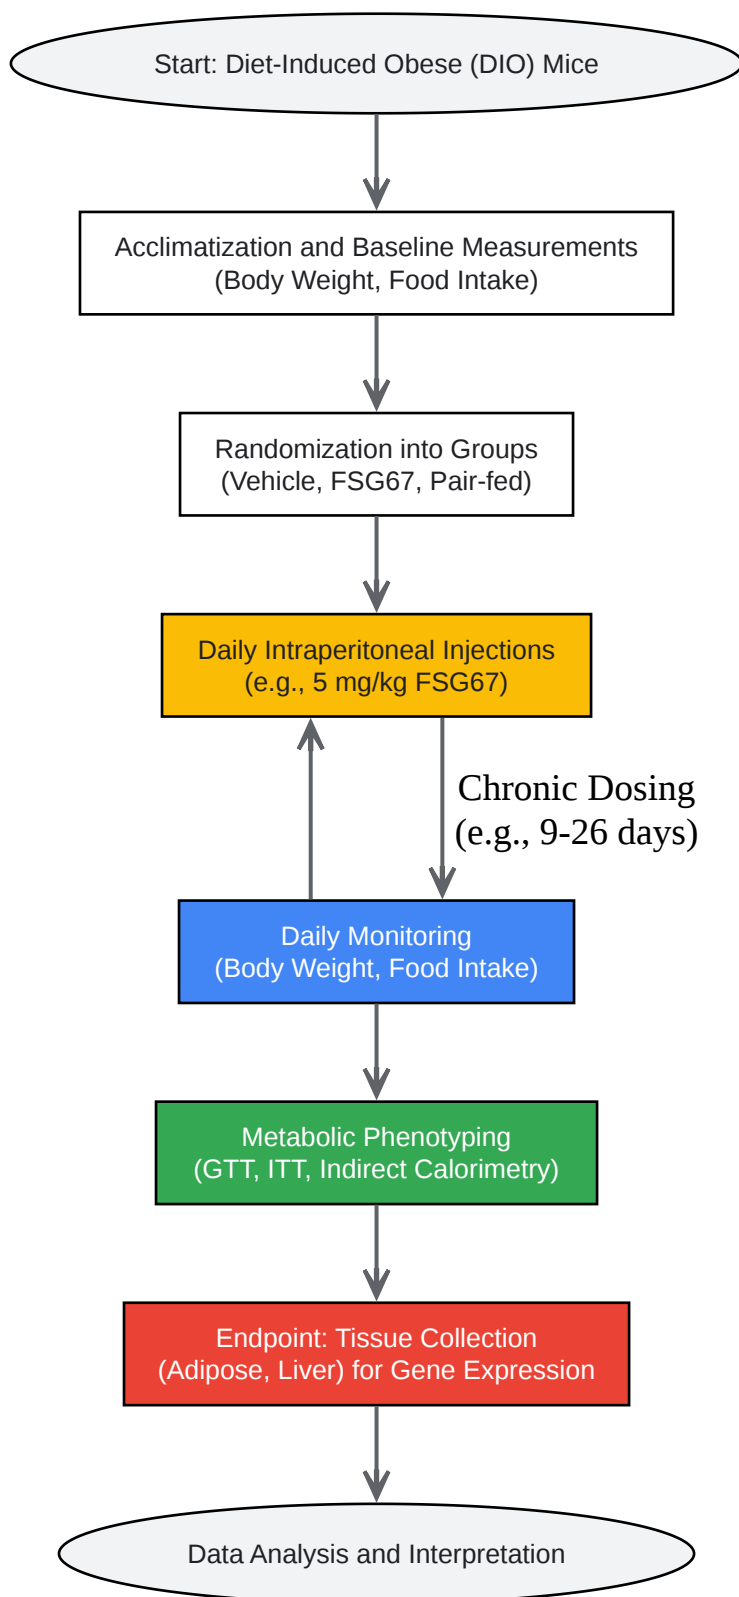 Start: Diet-Induced Obese (DIO) Mice
Acclimatization and Baseline Measurements
(Body Weight, Food Intake)
Randomization into Groups
(Vehicle, FSG67, Pair-fed)
Daily Intraperitoneal Injections
(e.g., 5 mg/kg FSG67)
Chronic Dosing
(e.g., 9-26 days)
Daily Monitoring
(Body Weight, Food Intake)
Metabolic Phenotyping
(GTT, ITT, Indirect Calorimetry)
Endpoint: Tissue Collection
(Adipose, Liver) for Gene Expression
Data Analysis and Interpretation